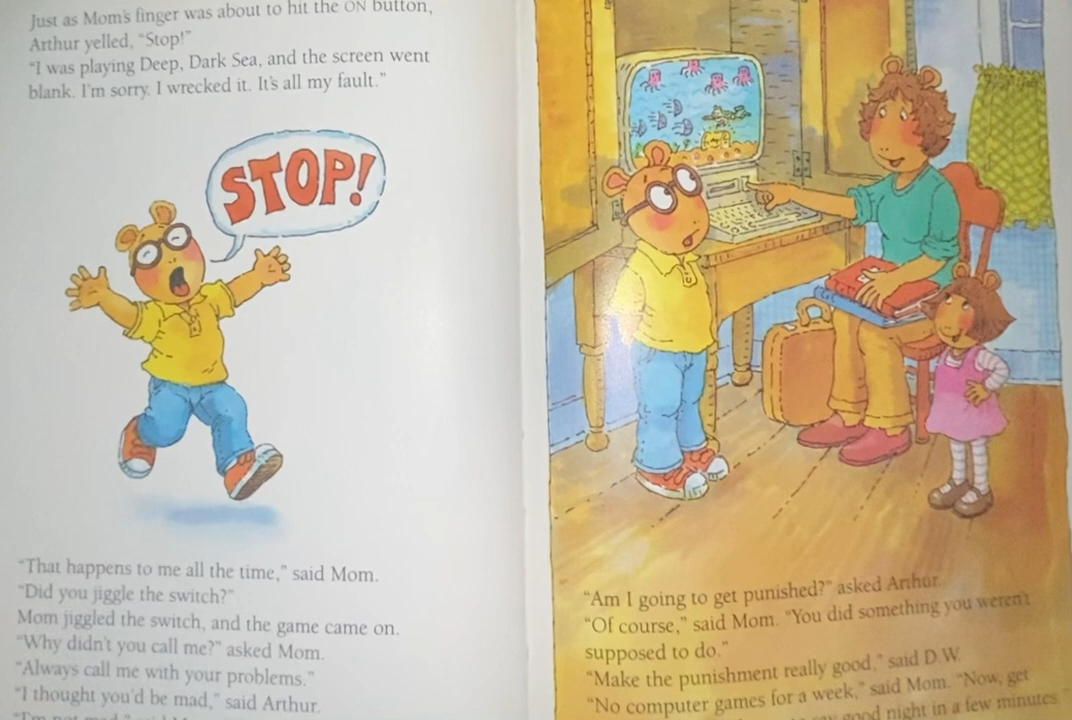 Just as Mom's finger was about to hit the ON button,
Arthur yelled, "Stop!"
"I was playing Deep, Dark Sea, and the screen went
blank. I'm sorry. I wrecked it. It's all my fault."
STOP!
"That happens to me all the time," said Mom.
"Did you jiggle the switch?"
Mom jiggled the switch, and the game came on.
"Why didn't you call me?" asked Mom.
"Always call me with your problems."
"I thought you'd be mad," said Arthur.
"Am I going to get punished?" asked Arthur.
"Of course," said Mom. "You did something you weren't
supposed to do."
"Make the punishment really good," said D.W.
"No computer games for a week," said Mom. "Now, get
good night in a few minutes."